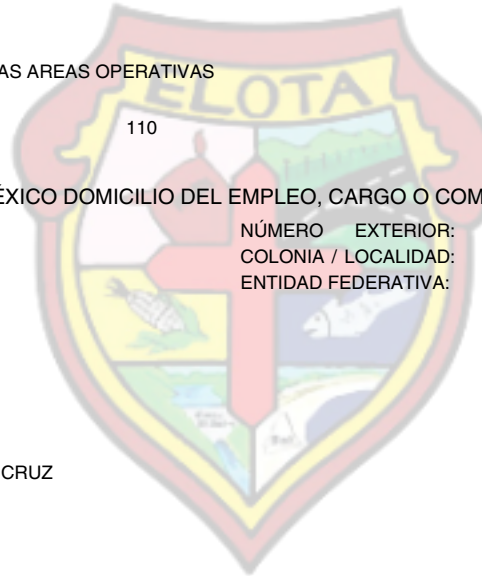 AS AREAS OPERATIVAS
ELOTA
110
ÉXICO DOMICILIO DEL EMPLEO, CARGO O COM
NÚMERO EXTERIOR:
COLONIA / LOCALIDAD:
ENTIDAD FEDERATIVA:
CRUZ